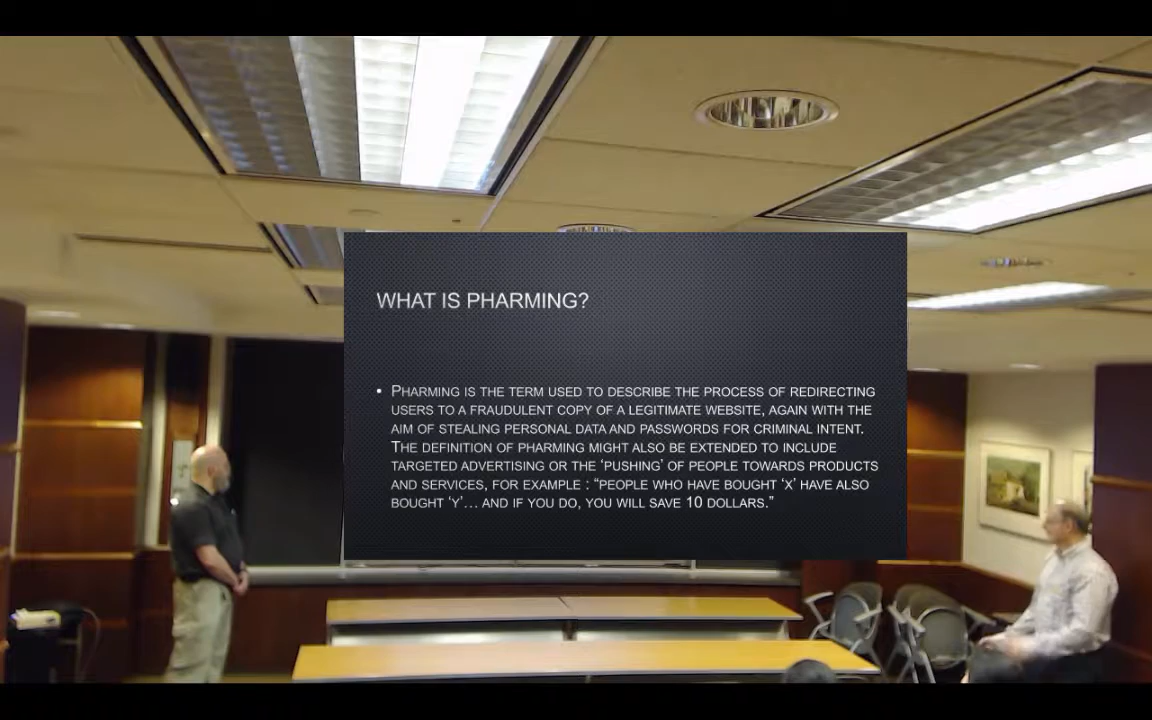 WHAT IS PHARMING?
• PHARMING IS THE TERM USED TO DESCRIBE THE PROCESS OF REDIRECTING
USERS TO A FRAUDULENT COPY OF A LEGITIMATE WEBSITE, AGAIN WITH THE
AIM OF STEALING PERSONAL DATA AND PASSWORDS FOR CRIMINAL INTENT.
THE DEFINITION OF PHARMING MIGHT ALSO BE EXTENDED TO INCLUDE
TARGETED ADVERTISING OR THE ‘PUSHING’ OF PEOPLE TOWARDS PRODUCTS
AND SERVICES, FOR EXAMPLE : “PEOPLE WHO HAVE BOUGHT ‘X’ HAVE ALSO
BOUGHT ‘Y’… AND IF YOU DO, YOU WILL SAVE 10 DOLLARS.”